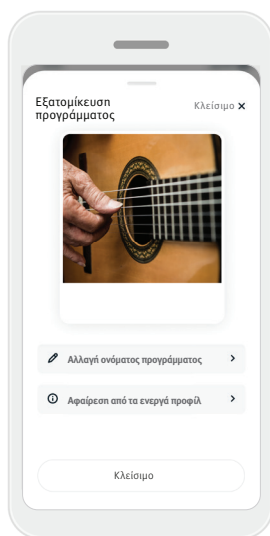 Εξατομίκευση
προγράμματος
Κλείσιμο ×
Αλλαγή ονόματος προγράμματος
Αφαίρεση από τα ενεργά προφίλ
Κλείσιμο